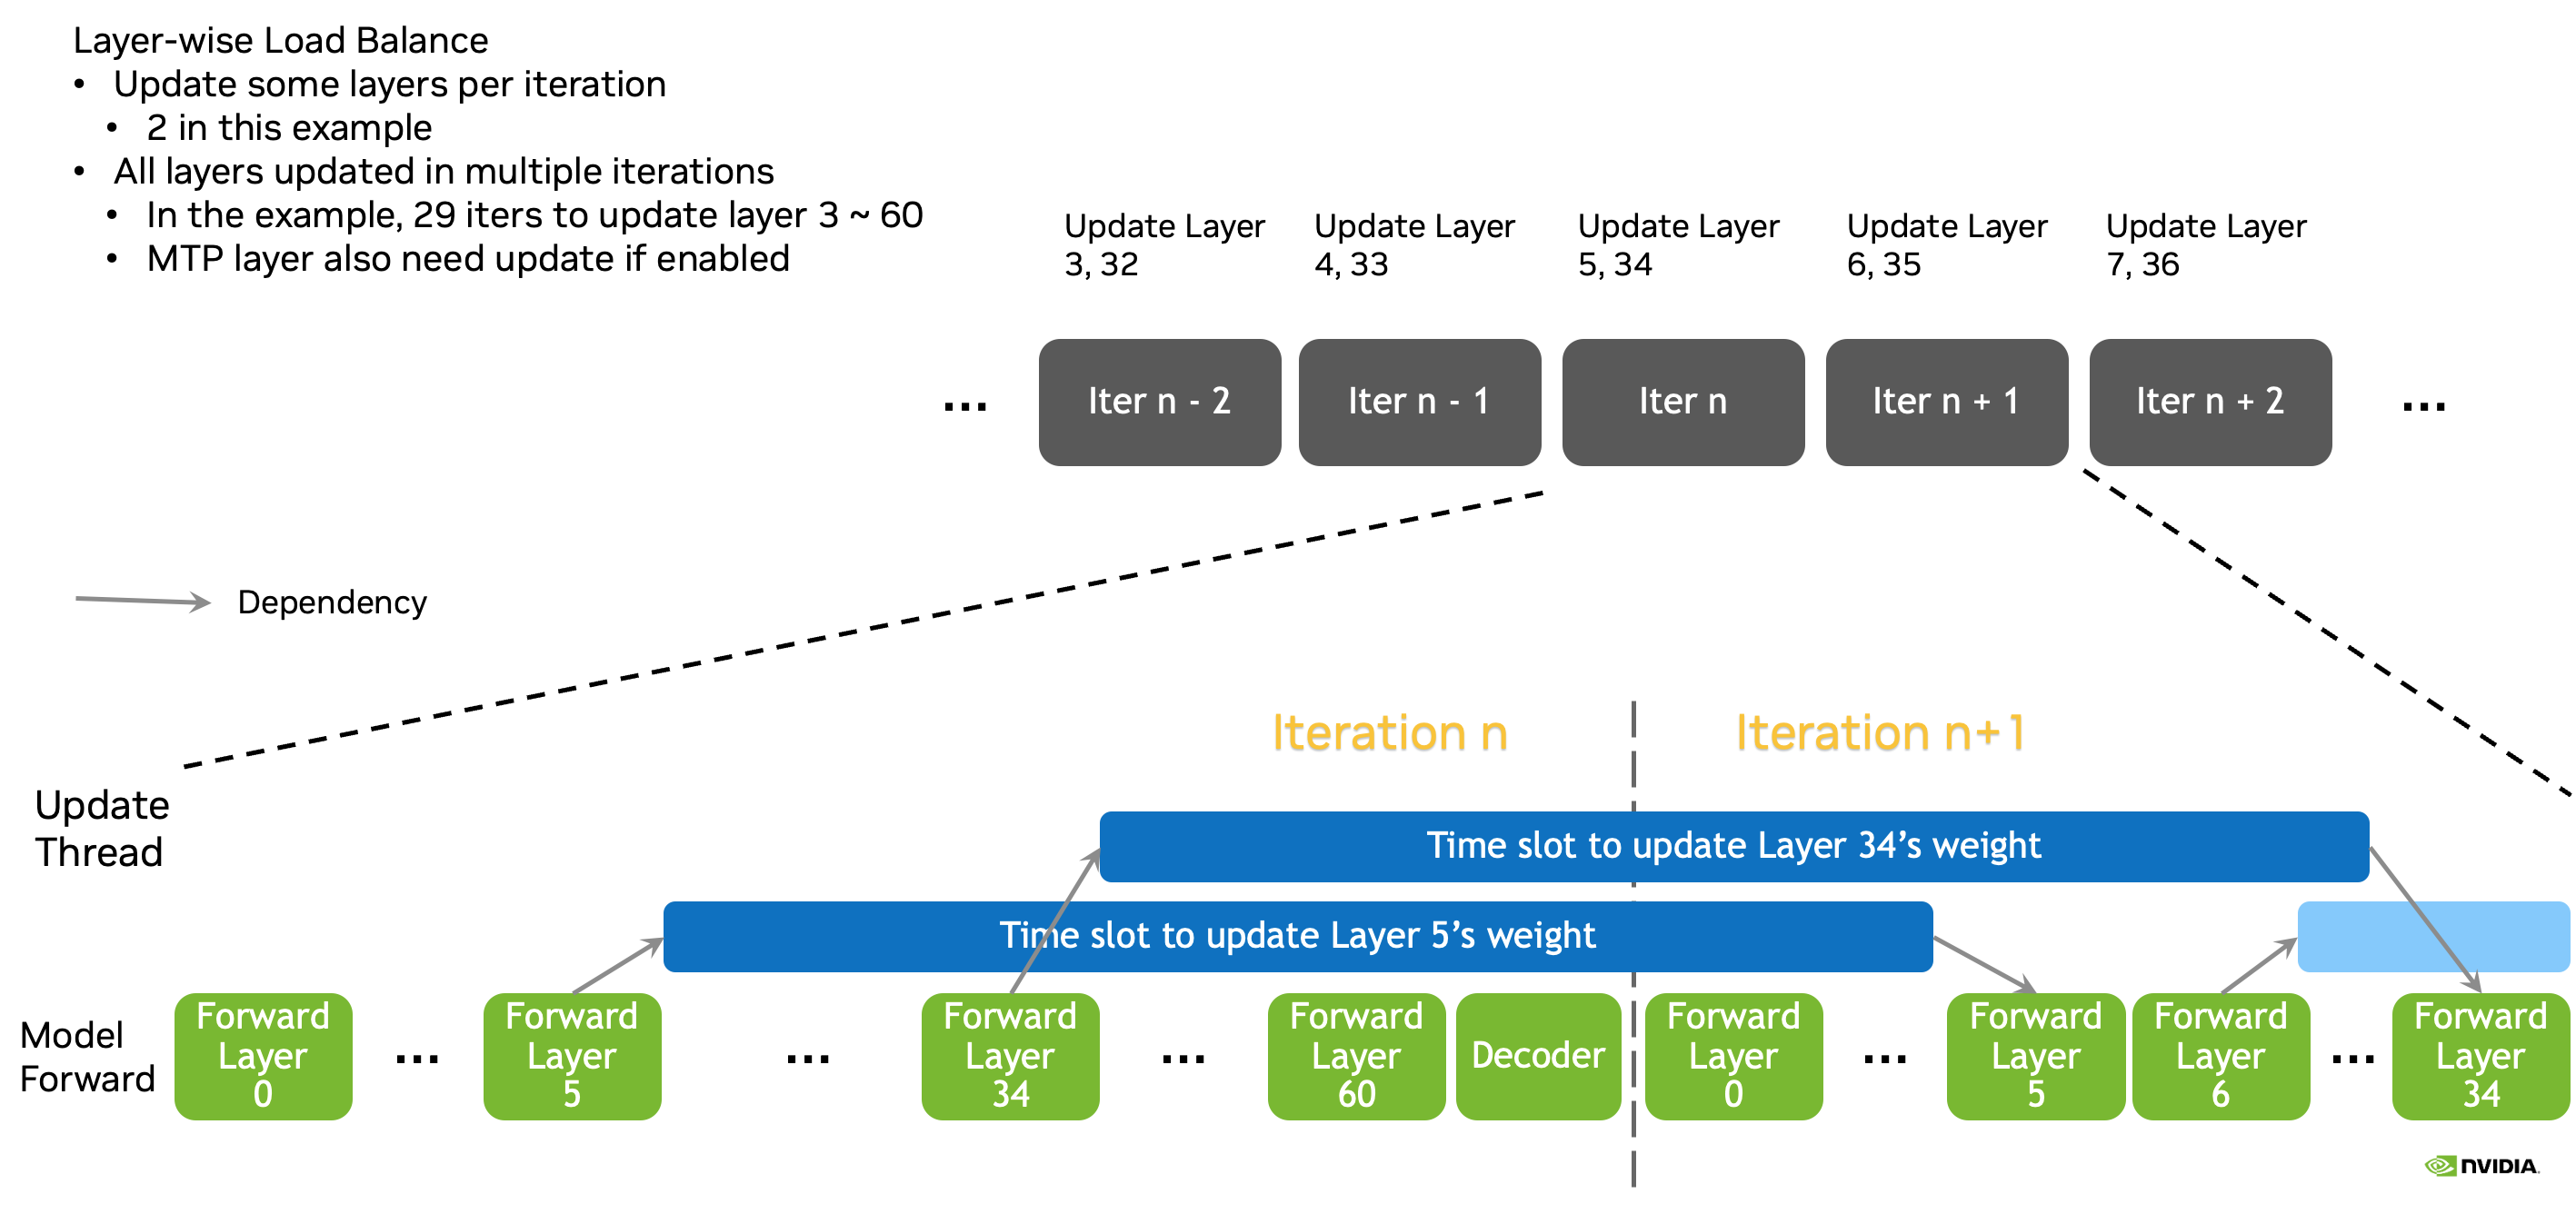 Layer-wise Load Balance
• Update some layers per iteration
• 2 in this example
• All layers updated in multiple iterations
• In the example, 29 iters to update layer 3 ~ 60
• MTP layer also need update if enabled
Update Layer
3, 32
Update Layer
4, 33
Update Layer
5, 34
Update Layer
6, 35
Update Layer
7, 36
...
Iter n - 2
Iter n - 1
Iter n
Iter n + 1
Iter n + 2
...
Dependency
Iteration n
Iteration n+1
Update
Thread
Time slot to update Layer 34’s weight
Time slot to update Layer 5’s weight
Model
Forward
Forward
Layer
0
...
Forward
Layer
5
...
Forward
Layer
34
...
Forward
Layer
60
Decoder
Forward
Layer
0
...
Forward
Layer
5
Forward
Layer
6
...
Forward
Layer
34
NVIDIA.